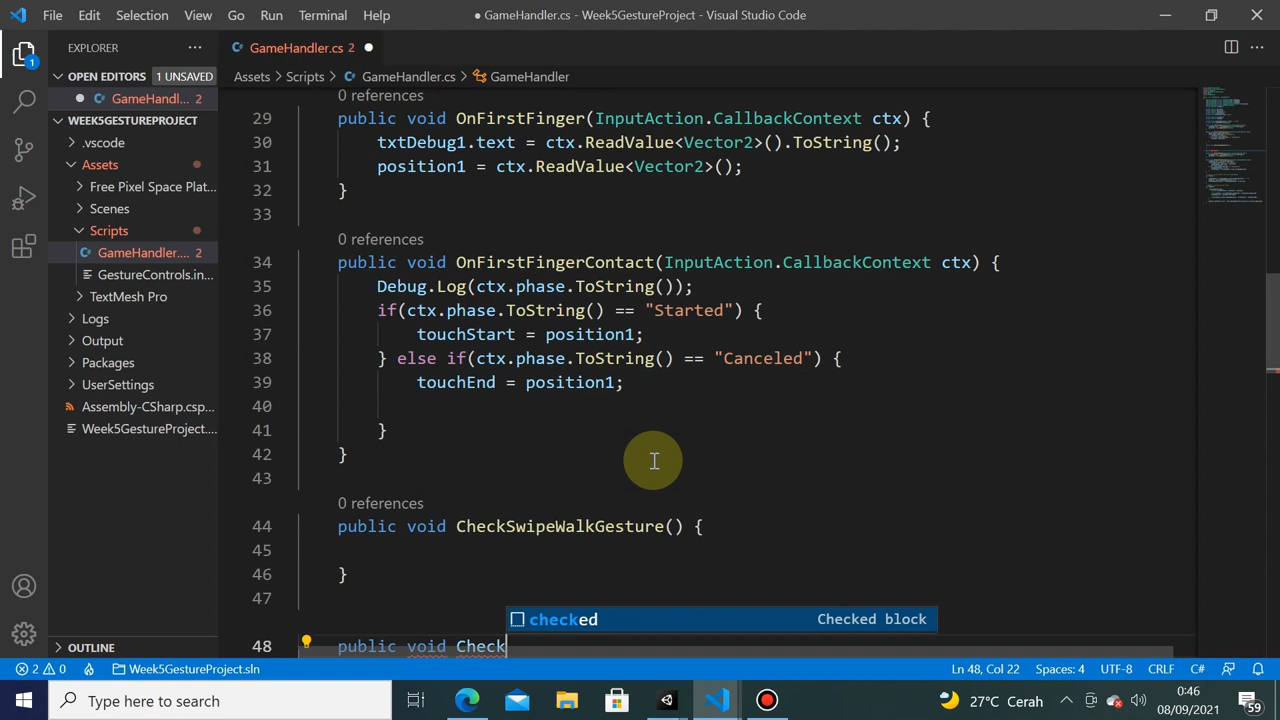 File Edit Selection View Go Run Terminal Help ● GameHandler.cs - Week5GestureProject - Visual Studio Code
EXPLORER ···
GameHandler.cs 2 ●
OPEN EDITORS 1 UNSAVED
Assets > Scripts > GameHandler.cs > GameHandler
● GameHandl... 2
WEEK5GESTUREPROJECT
.vscode
Assets
Free Pixel Space Plat...
Scenes
Scripts
GameHandler.... 2
GestureControls.in...
TextMesh Pro
Logs
Output
Packages
UserSettings
Assembly-CSharp.csp...
Week5GestureProject....
OUTLINE
1
0 references
29 public void OnFirstFinger(InputAction.CallbackContext ctx) {
30 txtDebug1.text = ctx.ReadValue<Vector2>().ToString();
31 position1 = ctx.ReadValue<Vector2>();
32 }
33
0 references
34 public void OnFirstFingerContact(InputAction.CallbackContext ctx) {
35 Debug.Log(ctx.phase.ToString());
36 if(ctx.phase.ToString() == "Started") {
37 touchStart = position1;
38 } else if(ctx.phase.ToString() == "Canceled") {
39 touchEnd = position1;
40
41 }
42 }
43
0 references
44 public void CheckSwipeWalkGesture() {
45
46 }
47
checked Checked block
48 public void Check
2 0 Week5GestureProject.sln Ln 48, Col 22 Spaces: 4 UTF-8 CRLF C#
Type here to search 27°C Cerah 0:46
08/09/2021 59